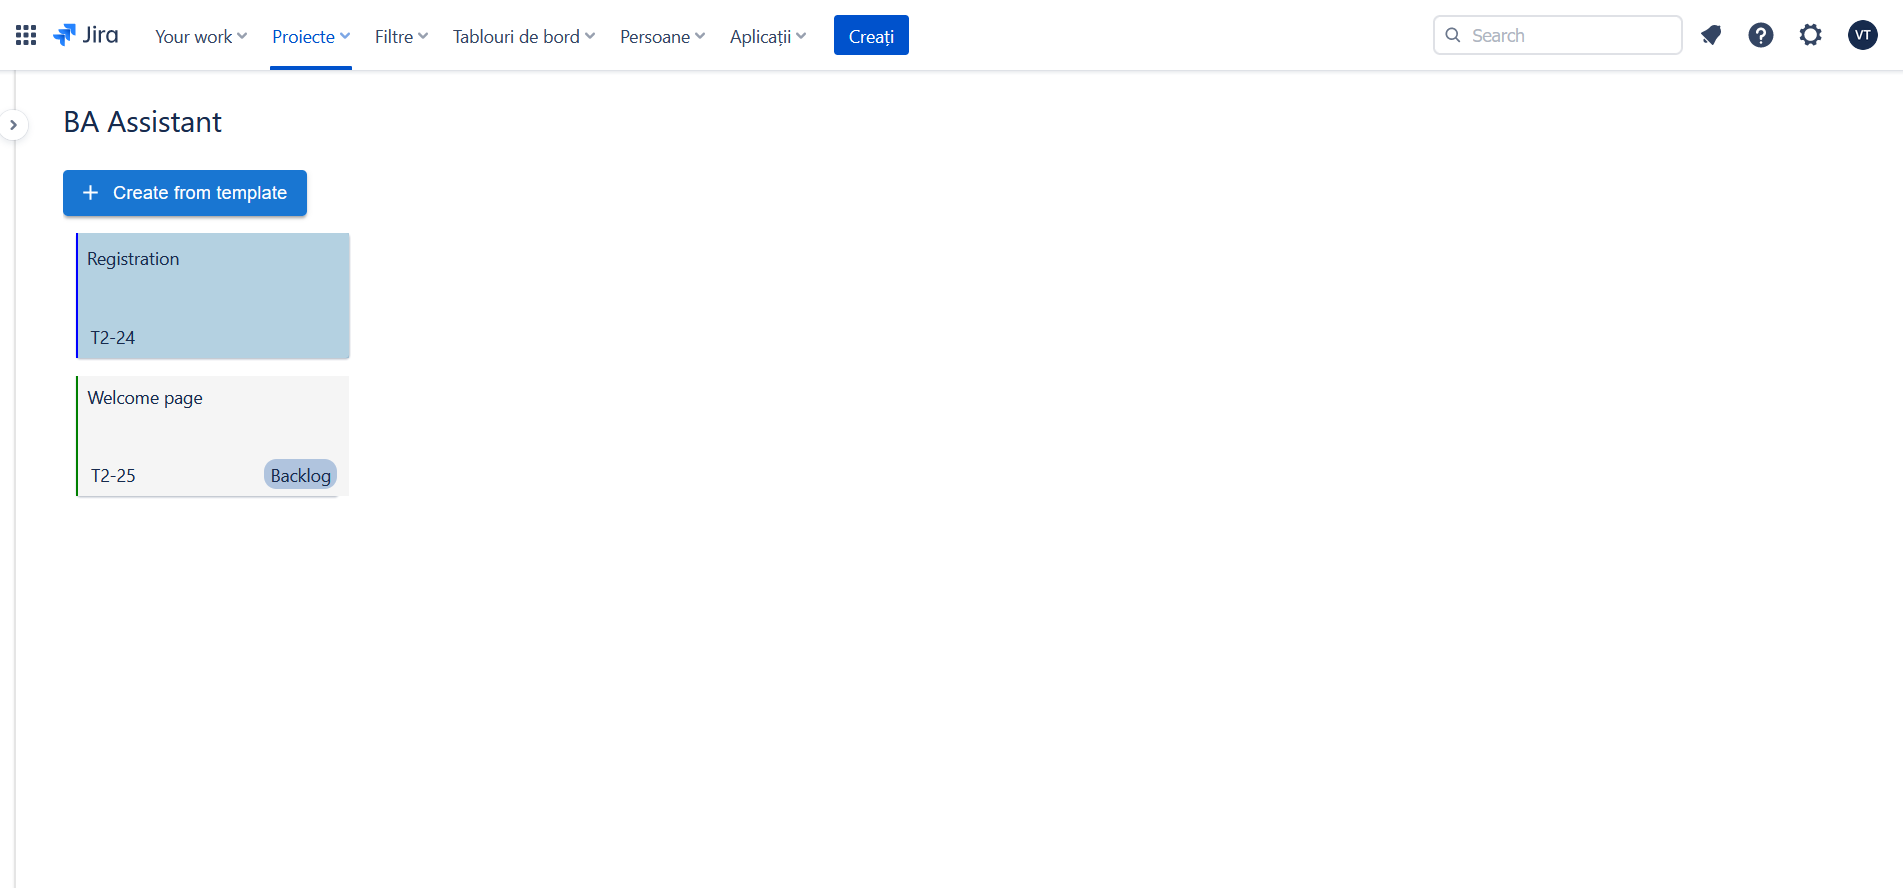 Jira Your work Proiecte Filtre Tablouri de bord Persoane Aplicații Creați Search VT
BA Assistant
Create from template
Registration
T2-24
Welcome page
T2-25 Backlog